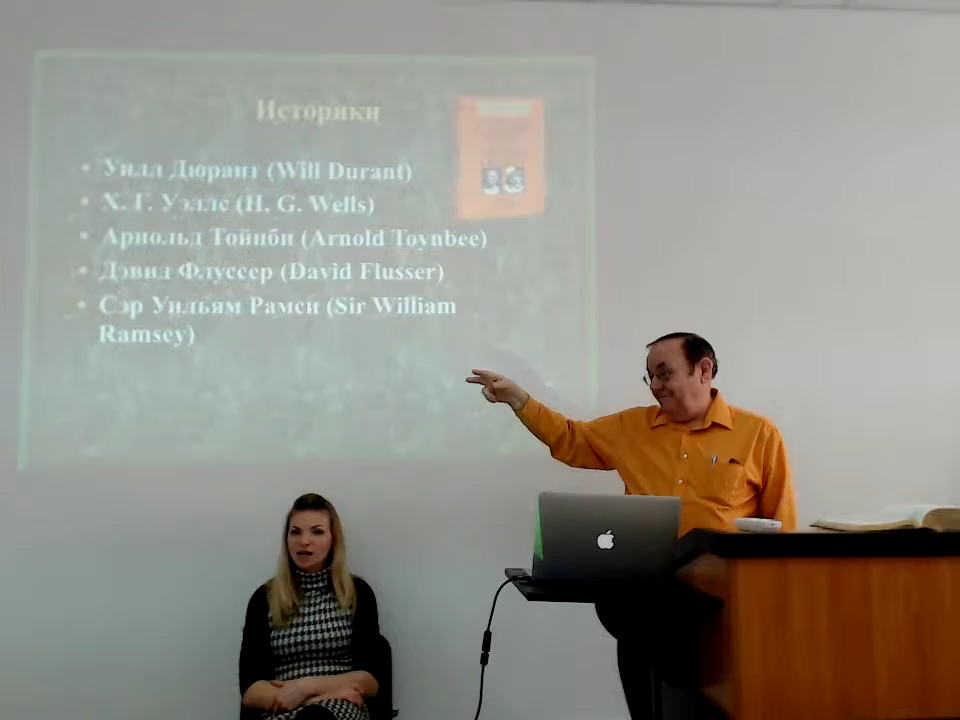 Историки
• Уилл Дюрант (Will Durant)
• Х. Г. Уэллс (H. G. Wells)
• Арнольд Тойнби (Arnold Toynbee)
• Дэвид Флуссер (David Flusser)
• Сэр Уильям Рамси (Sir William
Ramsey)